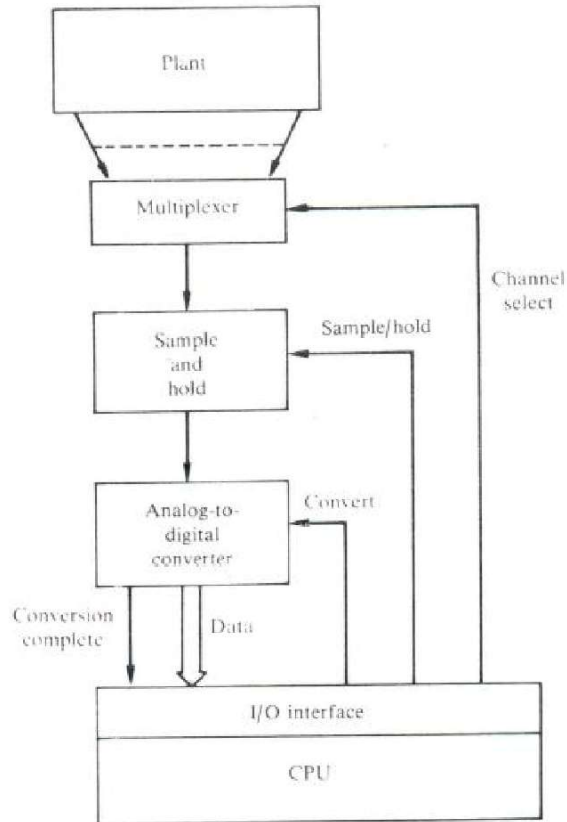 Plant
Multiplexer
Channel
select
Sample/hold
Sample
and
hold
Convert
Analog-to-
digital
converter
Conversion
complete
Data
I/O interface
CPU